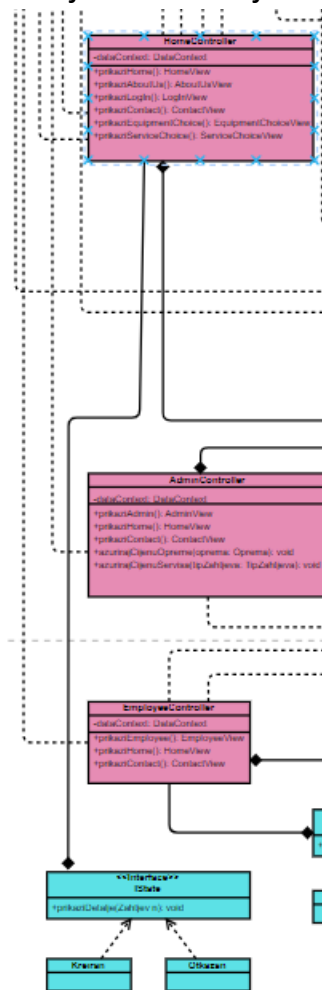 HomeController
-dataContext: DataContext
+prikaziHome(): HomeView
+prikaziAboutUs(): AboutUsView
+prikaziLogIn(): LogInView
+prikaziContact(): ContactView
+prikaziEquipmentChoice(): EquipmentChoiceView
+prikaziServiceChoice(): ServiceChoiceView
AdminController
-dataContext: DataContext
+prikaziAdmin(): AdminView
+prikaziHome(): HomeView
+prikaziContact(): ContactView
+azurirajCijenuOpreme(oprema: Oprema): void
+azurirajCijenuServisa(tipZahtjeva: TipZahtjeva): void
EmployeeController
-dataContext: DataContext
+prikaziEmployee(): EmployeeView
+prikaziHome(): HomeView
+prikaziContact(): ContactView
<<Interface>>
IState
+prikaziDetalje(Zahtjev n): void
Kreiran
Otkazan